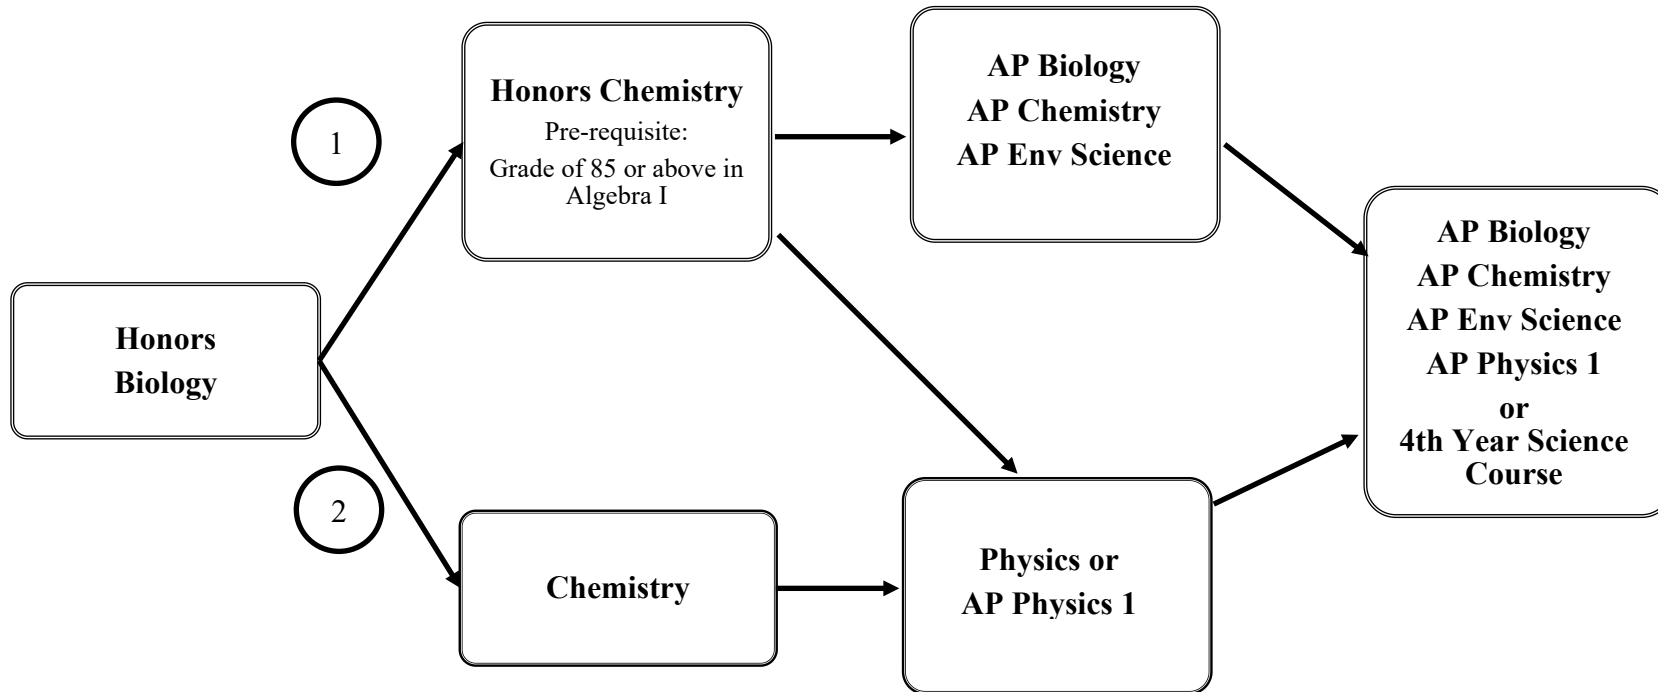 1
Honors Chemistry
Pre-requisite:
Grade of 85 or above in
Algebra I
AP Biology
AP Chemistry
AP Env Science
Honors
Biology
AP Biology
AP Chemistry
AP Env Science
AP Physics 1
or
4th Year Science
Course
2
Chemistry
Physics or
AP Physics 1